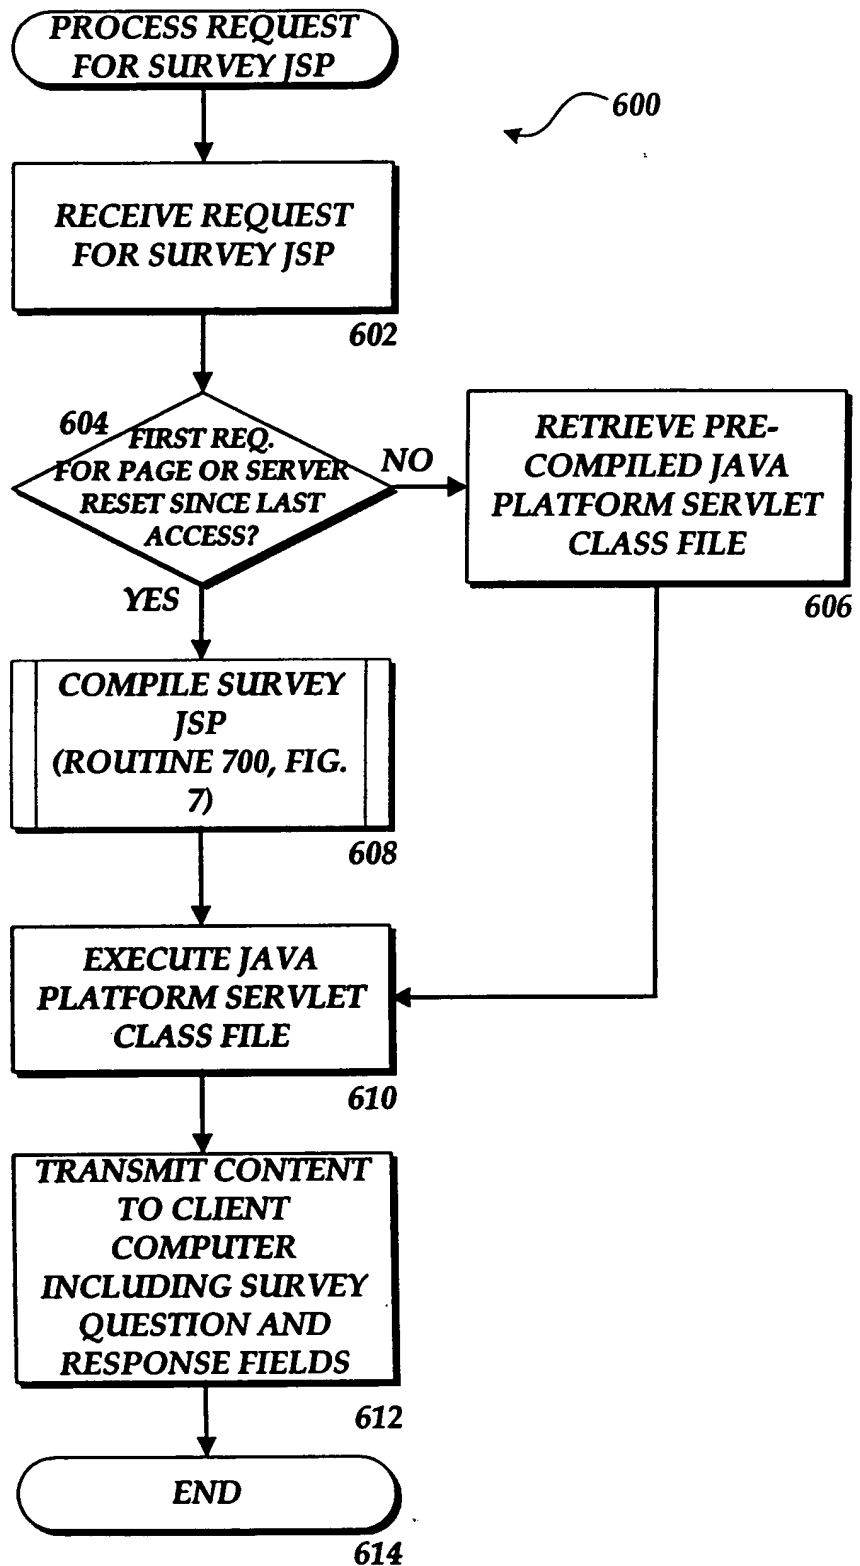 PROCESS REQUEST
FOR SURVEY JSP
600
RECEIVE REQUEST
FOR SURVEY JSP
602
604
FIRST REQ.
FOR PAGE OR SERVER
RESET SINCE LAST
ACCESS?
NO
YES
RETRIEVE PRE-
COMPILED JAVA
PLATFORM SERVLET
CLASS FILE
606
COMPILE SURVEY
JSP
(ROUTINE 700, FIG.
7)
608
EXECUTE JAVA
PLATFORM SERVLET
CLASS FILE
610
TRANSMIT CONTENT
TO CLIENT
COMPUTER
INCLUDING SURVEY
QUESTION AND
RESPONSE FIELDS
612
END
614